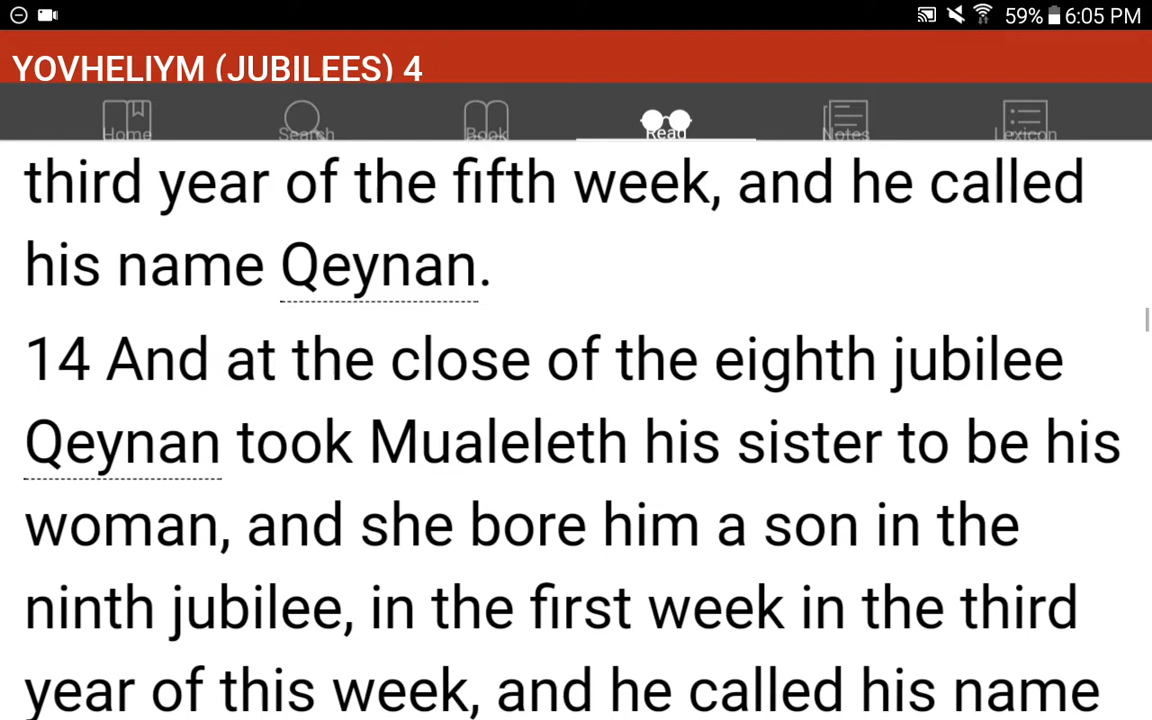 59% 6:05 PM
YOVHELIYM (JUBILEES) 4
Home Search Book Read Notes Lexicon
third year of the fifth week, and he called
his name Qeynan.
14 And at the close of the eighth jubilee
Qeynan took Mualeleth his sister to be his
woman, and she bore him a son in the
ninth jubilee, in the first week in the third
year of this week, and he called his name